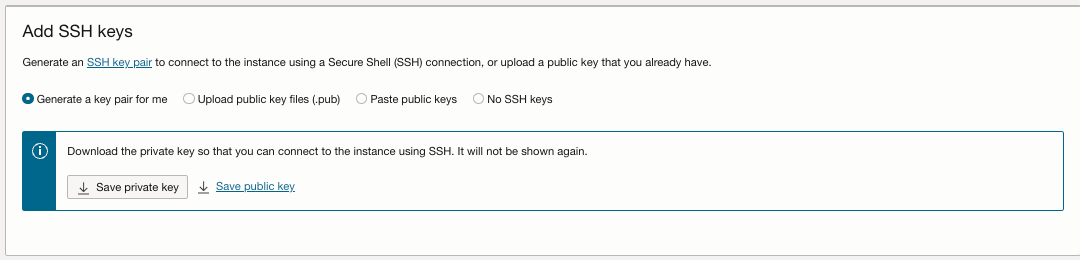 Add SSH keys
Generate an SSH key pair to connect to the instance using a Secure Shell (SSH) connection, or upload a public key that you already have.
Generate a key pair for me Upload public key files (.pub) Paste public keys No SSH keys
Download the private key so that you can connect to the instance using SSH. It will not be shown again.
Save private key Save public key